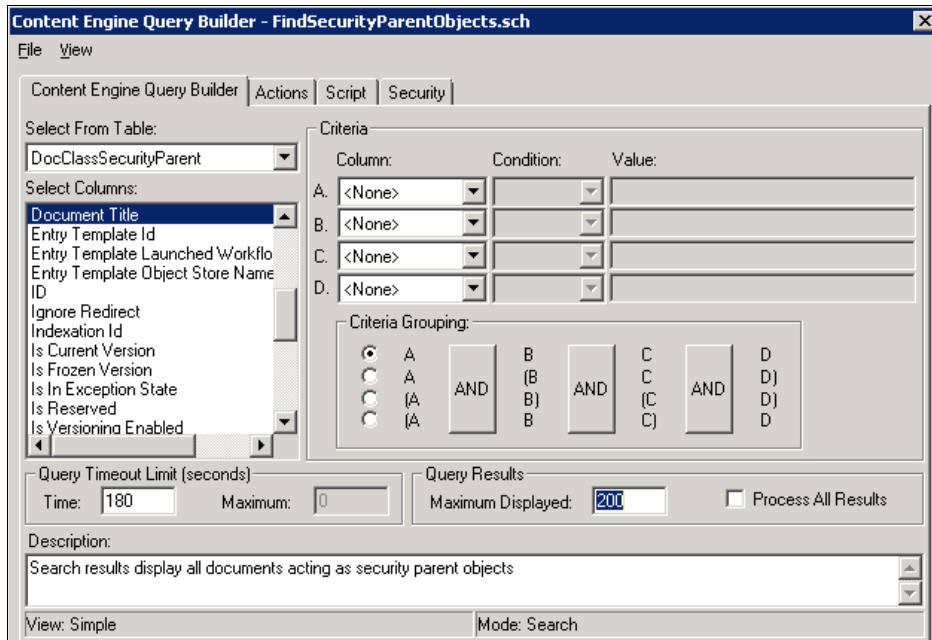 Content Engine Query Builder - FindSecurityParentObjects.sch
File View
Content Engine Query Builder Actions Script Security
Select From Table:
DocClassSecurityParent
Select Columns:
Document Title
Entry Template Id
Entry Template Launched Workflo
Entry Template Object Store Name
ID
Ignore Redirect
Indexation Id
Is Current Version
Is Frozen Version
Is In Exception State
Is Reserved
Is Versioning Enabled
Criteria
Column: Condition: Value:
A. <None>
B. <None>
C. <None>
D. <None>
Criteria Grouping:
A B C D
A (B C D)
(A B) (C D)
(A B C) D
AND AND AND
Query Timeout Limit (seconds)
Time: 180 Maximum: 0
Query Results
Maximum Displayed: 200 Process All Results
Description:
Search results display all documents acting as security parent objects
View: Simple Mode: Search